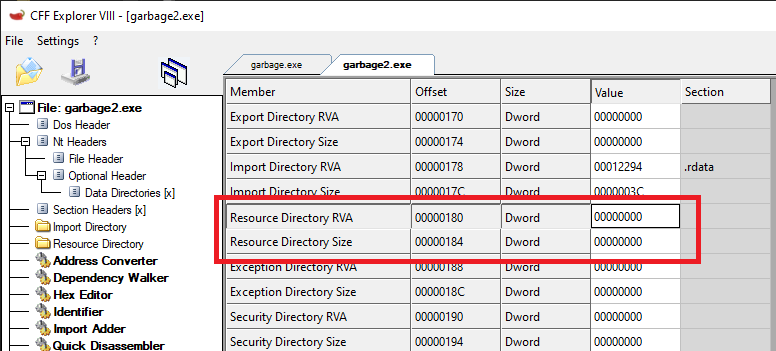 CFF Explorer VIII - [garbage2.exe]
File Settings ?
garbage.exe garbage2.exe
File: garbage2.exe
Dos Header
Nt Headers
File Header
Optional Header
Data Directories [x]
Section Headers [x]
Import Directory
Resource Directory
Address Converter
Dependency Walker
Hex Editor
Identifier
Import Adder
Quick Disassembler
Member Offset Size Value Section
Export Directory RVA 00000170 Dword 00000000
Export Directory Size 00000174 Dword 00000000
Import Directory RVA 00000178 Dword 00012294 .rdata
Import Directory Size 0000017C Dword 0000003C
Resource Directory RVA 00000180 Dword 00000000
Resource Directory Size 00000184 Dword 00000000
Exception Directory RVA 00000188 Dword 00000000
Exception Directory Size 0000018C Dword 00000000
Security Directory RVA 00000190 Dword 00000000
Security Directory Size 00000194 Dword 00000000